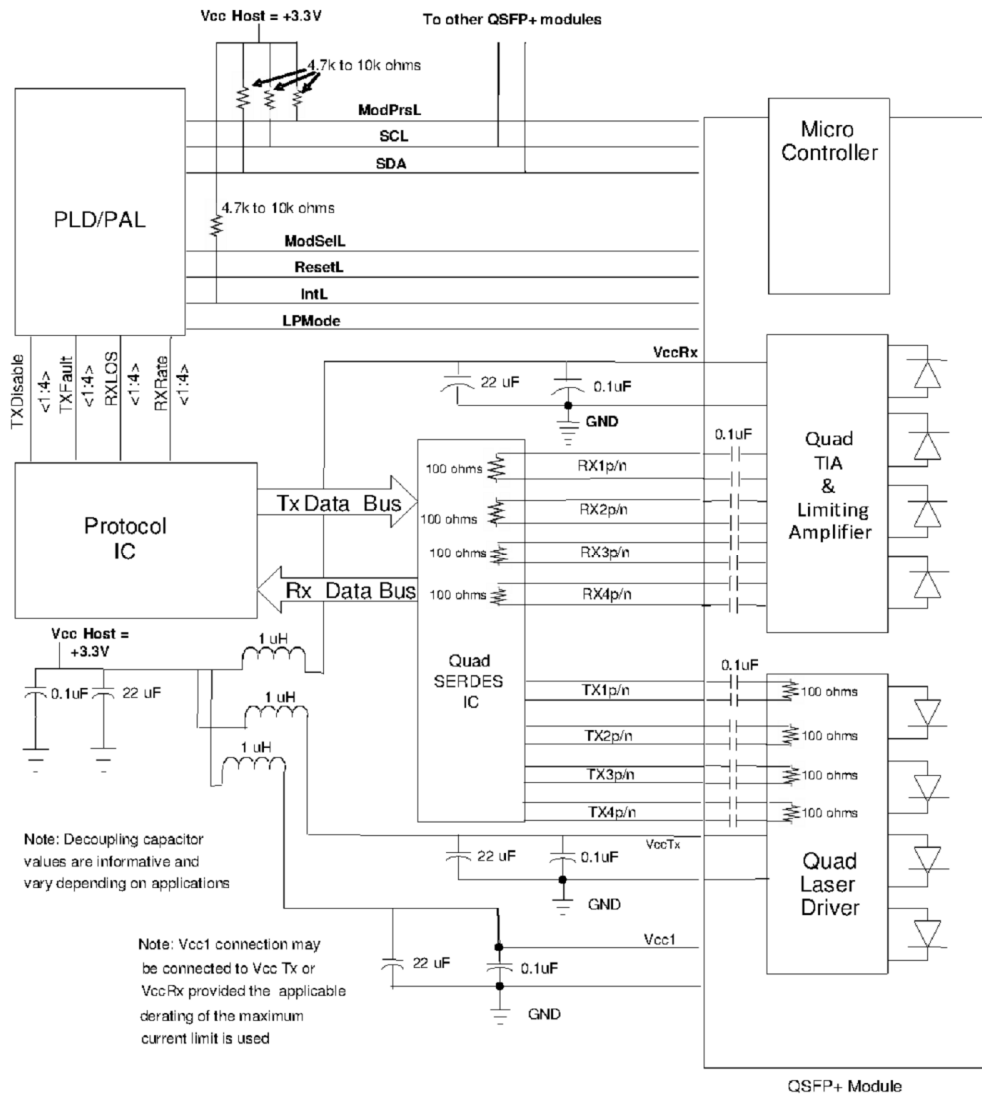 Vcc Host = +3.3V
To other QSFP+ modules
4.7k to 10k ohms
ModPrsL
SCL
SDA
PLD/PAL
4.7k to 10k ohms
ModSelL
ResetL
IntL
LPMode
Micro
Controller
TXDisable
<1:4>
TXFault
<1:4>
RXLOS
<1:4>
RXRate
<1:4>
VccRx
22 uF
0.1uF
GND
0.1uF
100 ohms
RX1p/n
100 ohms
RX2p/n
100 ohms
RX3p/n
100 ohms
RX4p/n
Quad
TIA
&
Limiting
Amplifier
Protocol
IC
Tx Data Bus
Rx Data Bus
Quad
SERDES
IC
Vcc Host =
+3.3V
0.1uF
22 uF
1 uH
1 uH
1 uH
0.1uF
TX1p/n
100 ohms
TX2p/n
100 ohms
TX3p/n
100 ohms
TX4p/n
100 ohms
VccTx
22 uF
0.1uF
GND
Quad
Laser
Driver
Note: Decoupling capacitor
values are informative and
vary depending on applications
Note: Vcc1 connection may
be connected to Vcc Tx or
VccRx provided the applicable
derating of the maximum
current limit is used
Vcc1
22 uF
0.1uF
GND
QSFP+ Module